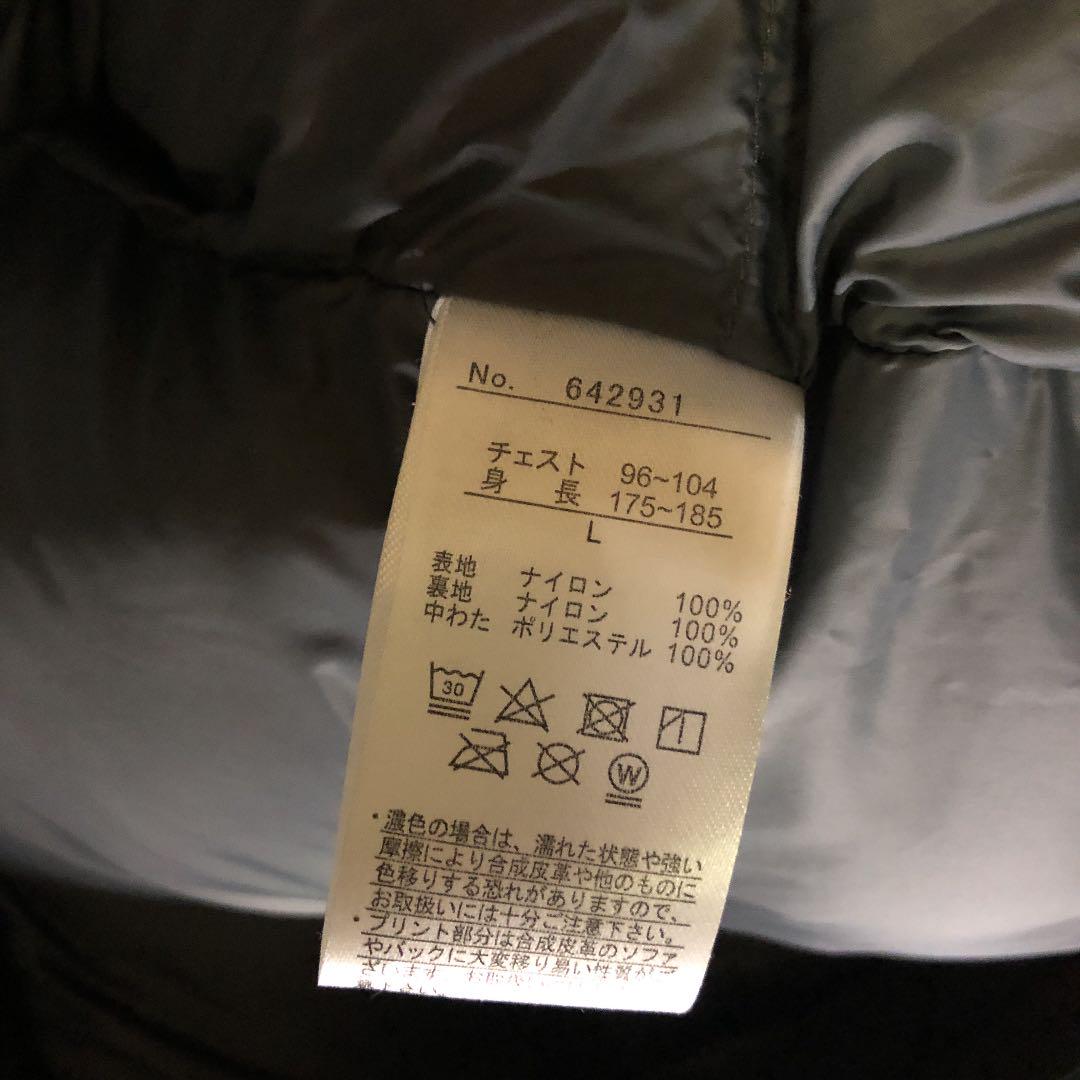 No. 642931
チェスト 96~104
身長 175~185
L
表地 ナイロン 100%
裏地 ナイロン 100%
中わた ポリエステル 100%
30
W
・濃色の場合は、濡れた状態や強い
摩擦により合成皮革や他のものに
色移りする恐れがありますので、
お取扱いには十分ご注意下さい。
・プリント部分は合成皮革のソファ
やバックに大変移り易い性質が
ざいます